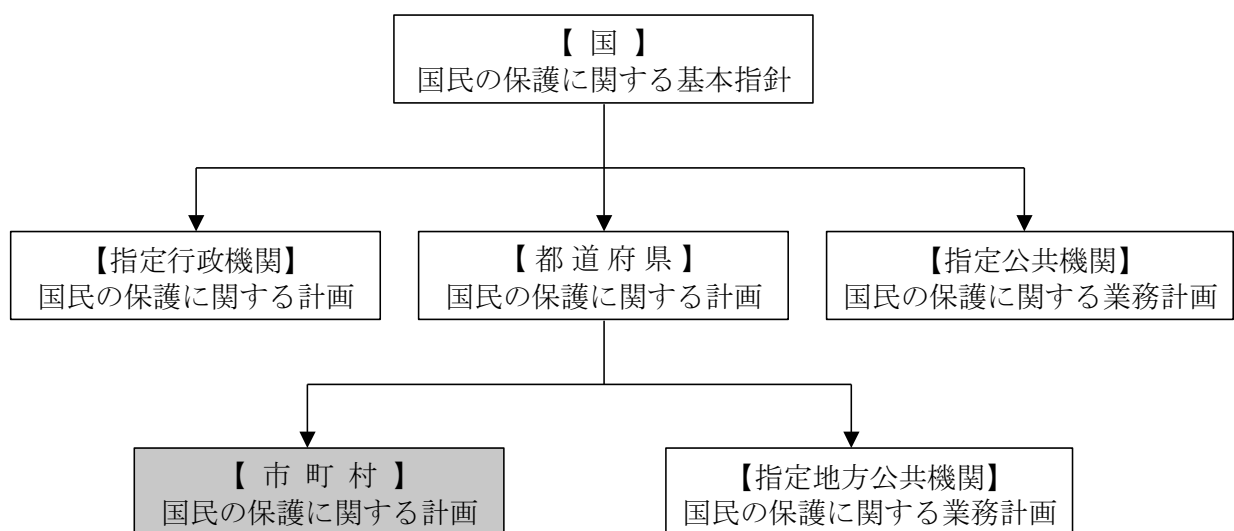 【 国 】
国民の保護に関する基本指針
【指定行政機関】
国民の保護に関する計画
【 都 道 府 県 】
国民の保護に関する計画
【指定公共機関】
国民の保護に関する業務計画
【 市 町 村 】
国民の保護に関する計画
【指定地方公共機関】
国民の保護に関する業務計画